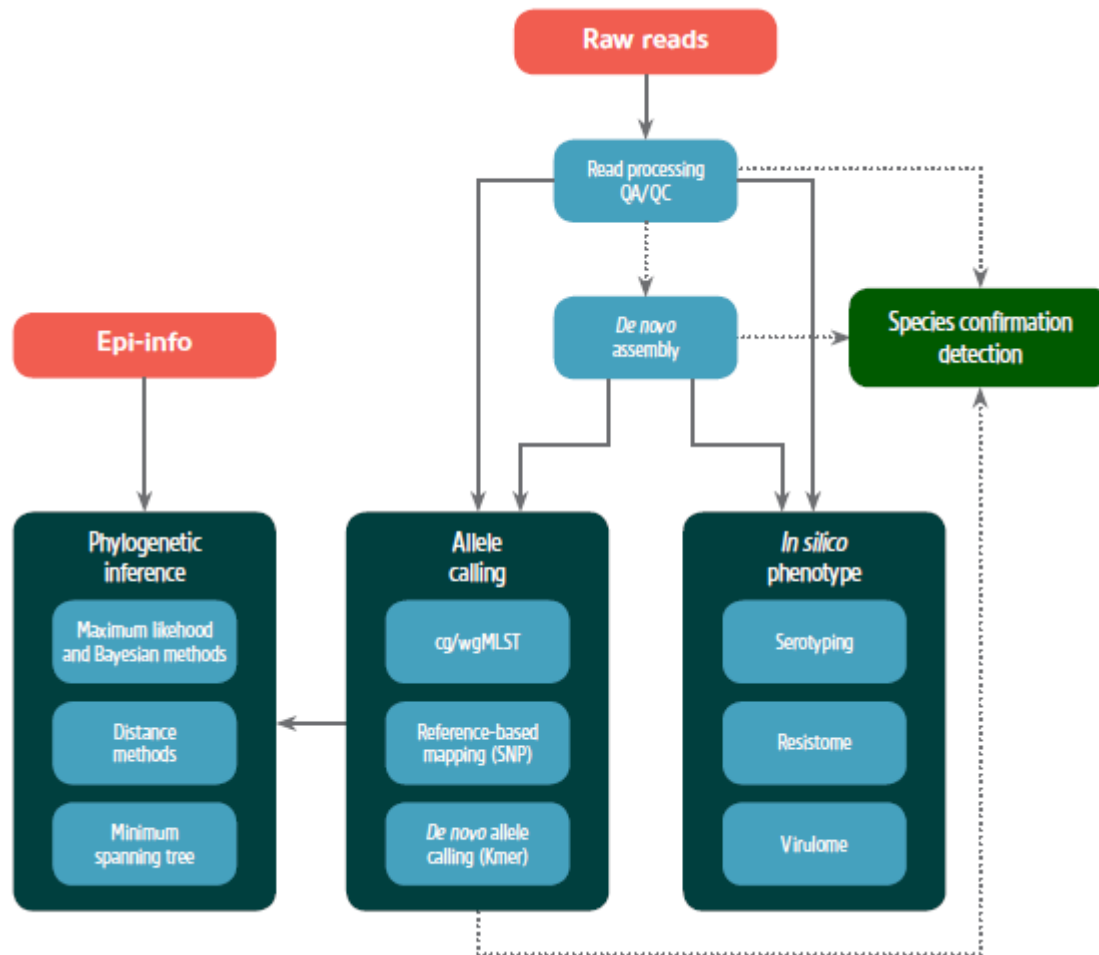 Raw reads
Read processing
QA/QC
De novo
assembly
Species confirmation
detection
Epi-info
Phylogenetic
inference
Maximum likehood
and Bayesian methods
Distance
methods
Minimum
spanning tree
Allele
calling
cg/wgMLST
Reference-based
mapping (SNP)
De novo allele
calling (Kmer)
In silico
phenotype
Serotyping
Resistome
Virulome